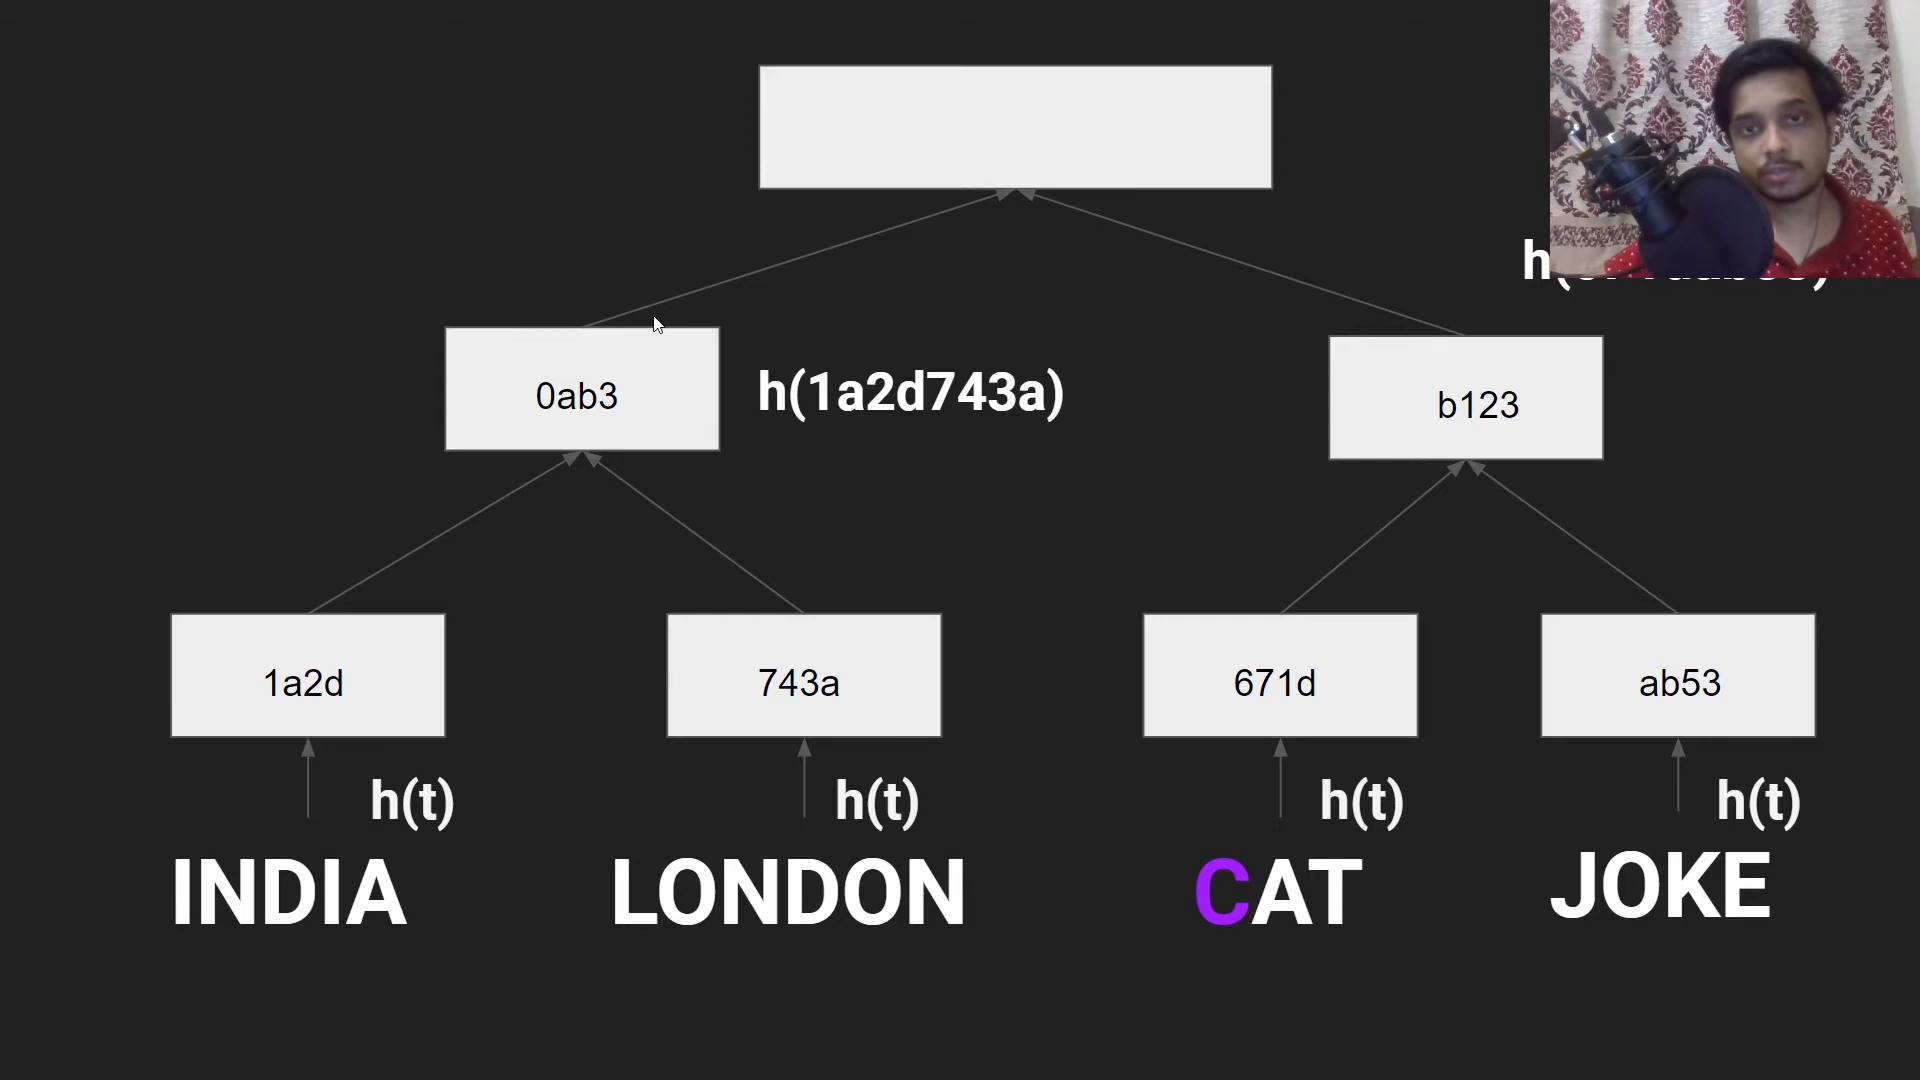 0ab3
h(1a2d743a)
b123
1a2d
743a
671d
ab53
h(t)
h(t)
h(t)
h(t)
INDIA
LONDON
CAT
JOKE